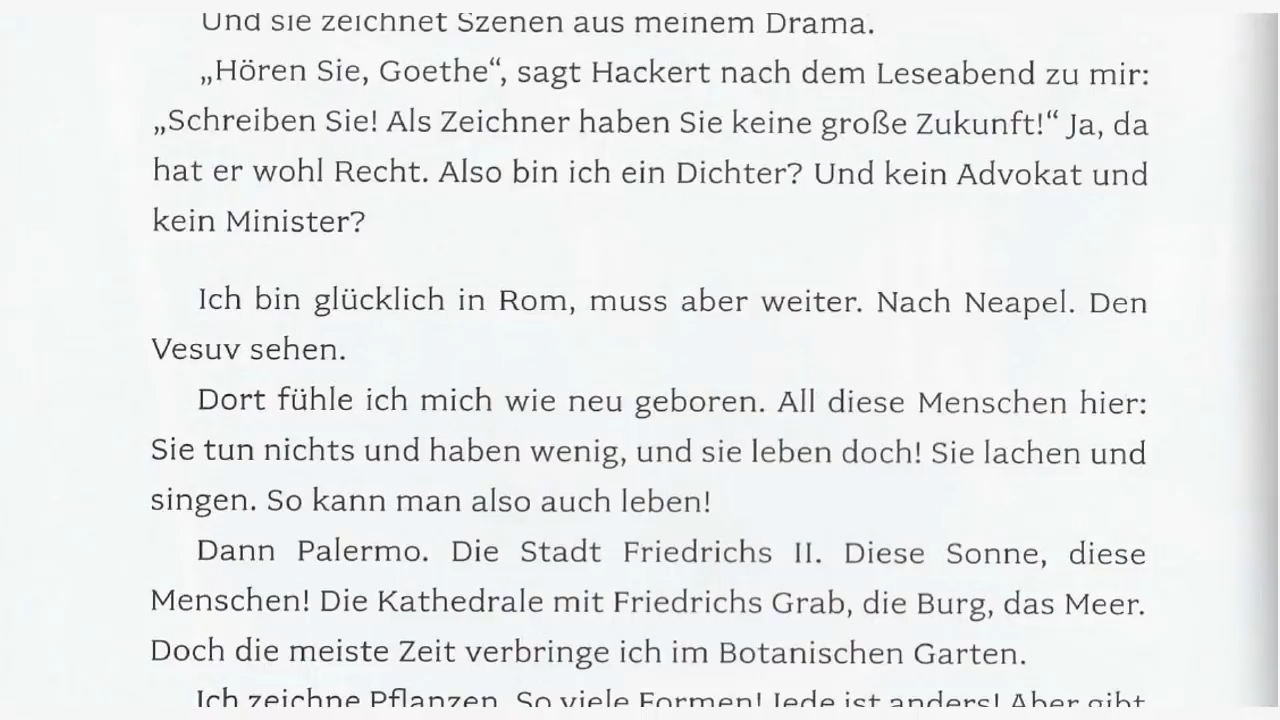 Und sie zeichnet Szenen aus meinem Drama.
„Hören Sie, Goethe“, sagt Hackert nach dem Leseabend zu mir:
„Schreiben Sie! Als Zeichner haben Sie keine große Zukunft!“ Ja, da
hat er wohl Recht. Also bin ich ein Dichter? Und kein Advokat und
kein Minister?
Ich bin glücklich in Rom, muss aber weiter. Nach Neapel. Den
Vesuv sehen.
Dort fühle ich mich wie neu geboren. All diese Menschen hier:
Sie tun nichts und haben wenig, und sie leben doch! Sie lachen und
singen. So kann man also auch leben!
Dann Palermo. Die Stadt Friedrichs II. Diese Sonne, diese
Menschen! Die Kathedrale mit Friedrichs Grab, die Burg, das Meer.
Doch die meiste Zeit verbringe ich im Botanischen Garten.
Ich zeichne Pflanzen. So viele Formen! Jede ist anders! Aber gibt